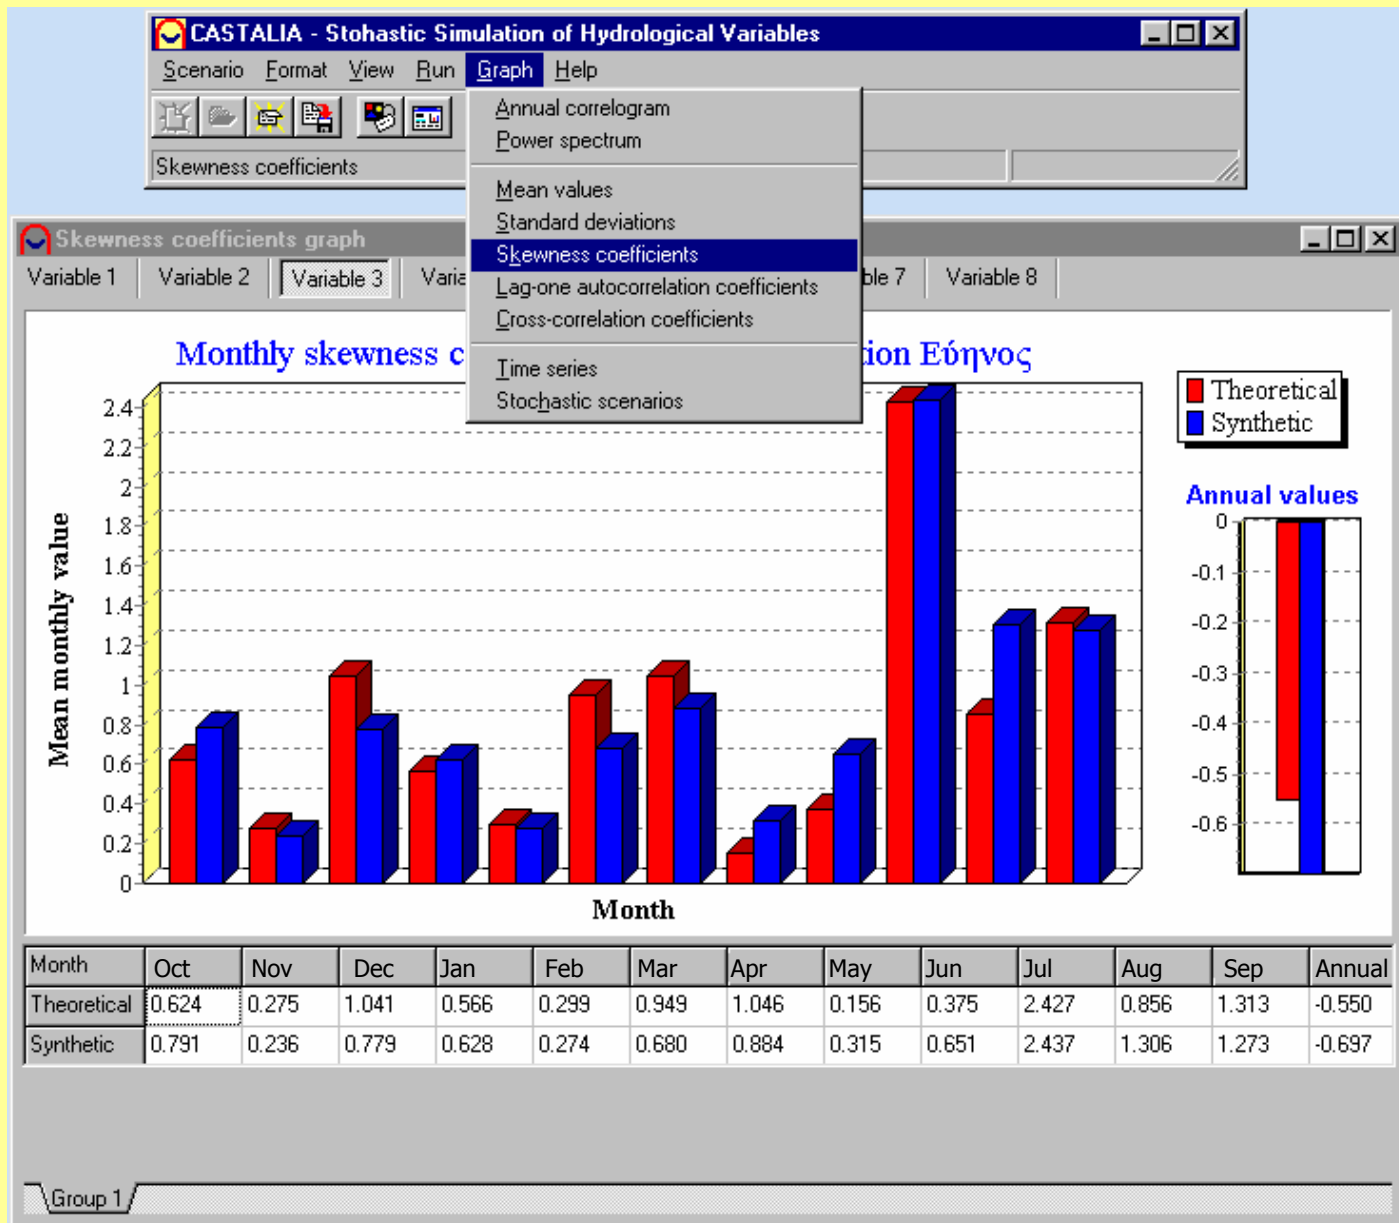 CASTALIA - Stohastic Simulation of Hydrological Variables
Scenario Format View Run Graph Help
Annual correlogram
Power spectrum
Skewness coefficients
Mean values
Standard deviations
Skewness coefficients
Lag-one autocorrelation coefficients
Cross-correlation coefficients
Time series
Stochastic scenarios
Skewness coefficients graph
Variable 1 Variable 2 Variable 3 Varia ble 7 Variable 8
Monthly skewness c tion Εύηνος
Theoretical
Synthetic
Mean monthly value
2.4
2.2
2
1.8
1.6
1.4
1.2
1
0.8
0.6
0.4
0.2
0
Month
Annual values
0
-0.1
-0.2
-0.3
-0.4
-0.5
-0.6
Month Oct Nov Dec Jan Feb Mar Apr May Jun Jul Aug Sep Annual
Theoretical 0.624 0.275 1.041 0.566 0.299 0.949 1.046 0.156 0.375 2.427 0.856 1.313 -0.550
Synthetic 0.791 0.236 0.779 0.628 0.274 0.680 0.884 0.315 0.651 2.437 1.306 1.273 -0.697
Group 1